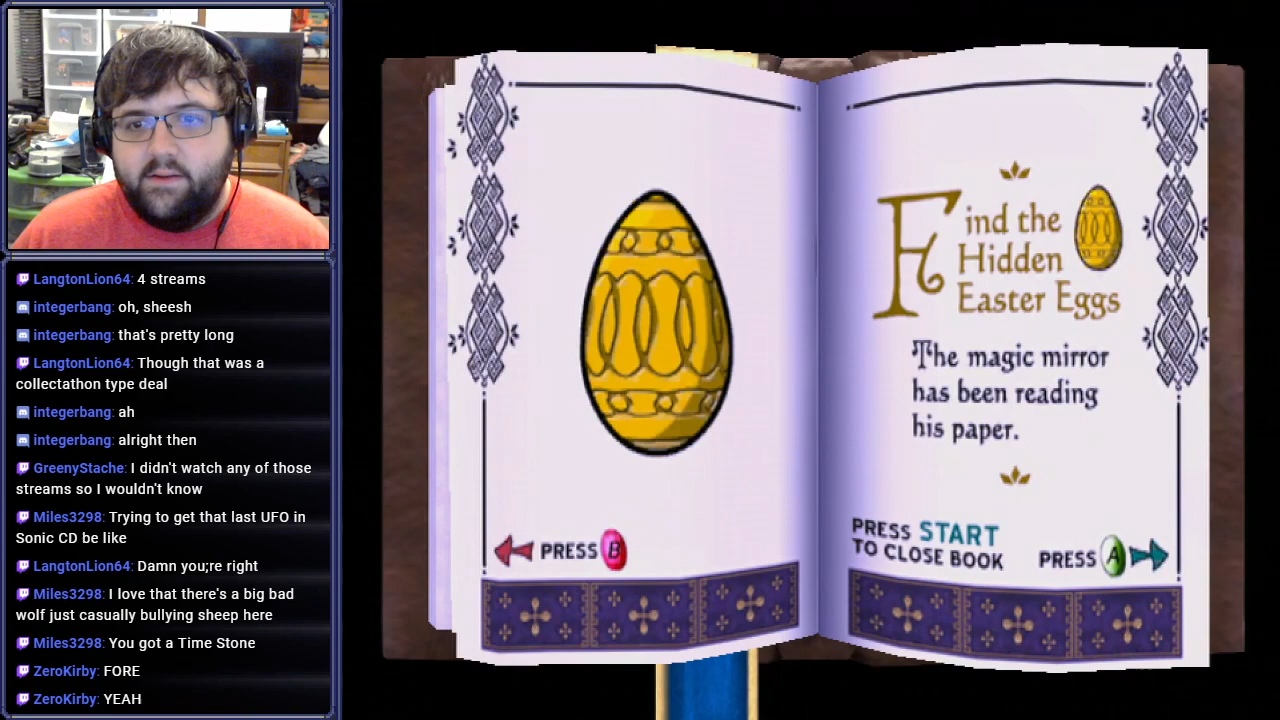 LangtonLion64: 4 streams
integerbang: oh, sheesh
integerbang: that's pretty long
LangtonLion64: Though that was a
collectathon type deal
integerbang: ah
integerbang: alright then
GreenyStache: I didn't watch any of those
streams so I wouldn't know
Miles3298: Trying to get that last UFO in
Sonic CD be like
LangtonLion64: Damn you;re right
Miles3298: I love that there's a big bad
wolf just casually bullying sheep here
Miles3298: You got a Time Stone
ZeroKirby: FORE
ZeroKirby: YEAH
PRESS B
Find the
Hidden
Easter Eggs
The magic mirror
has been reading
his paper.
PRESS START
TO CLOSE BOOK
PRESS A